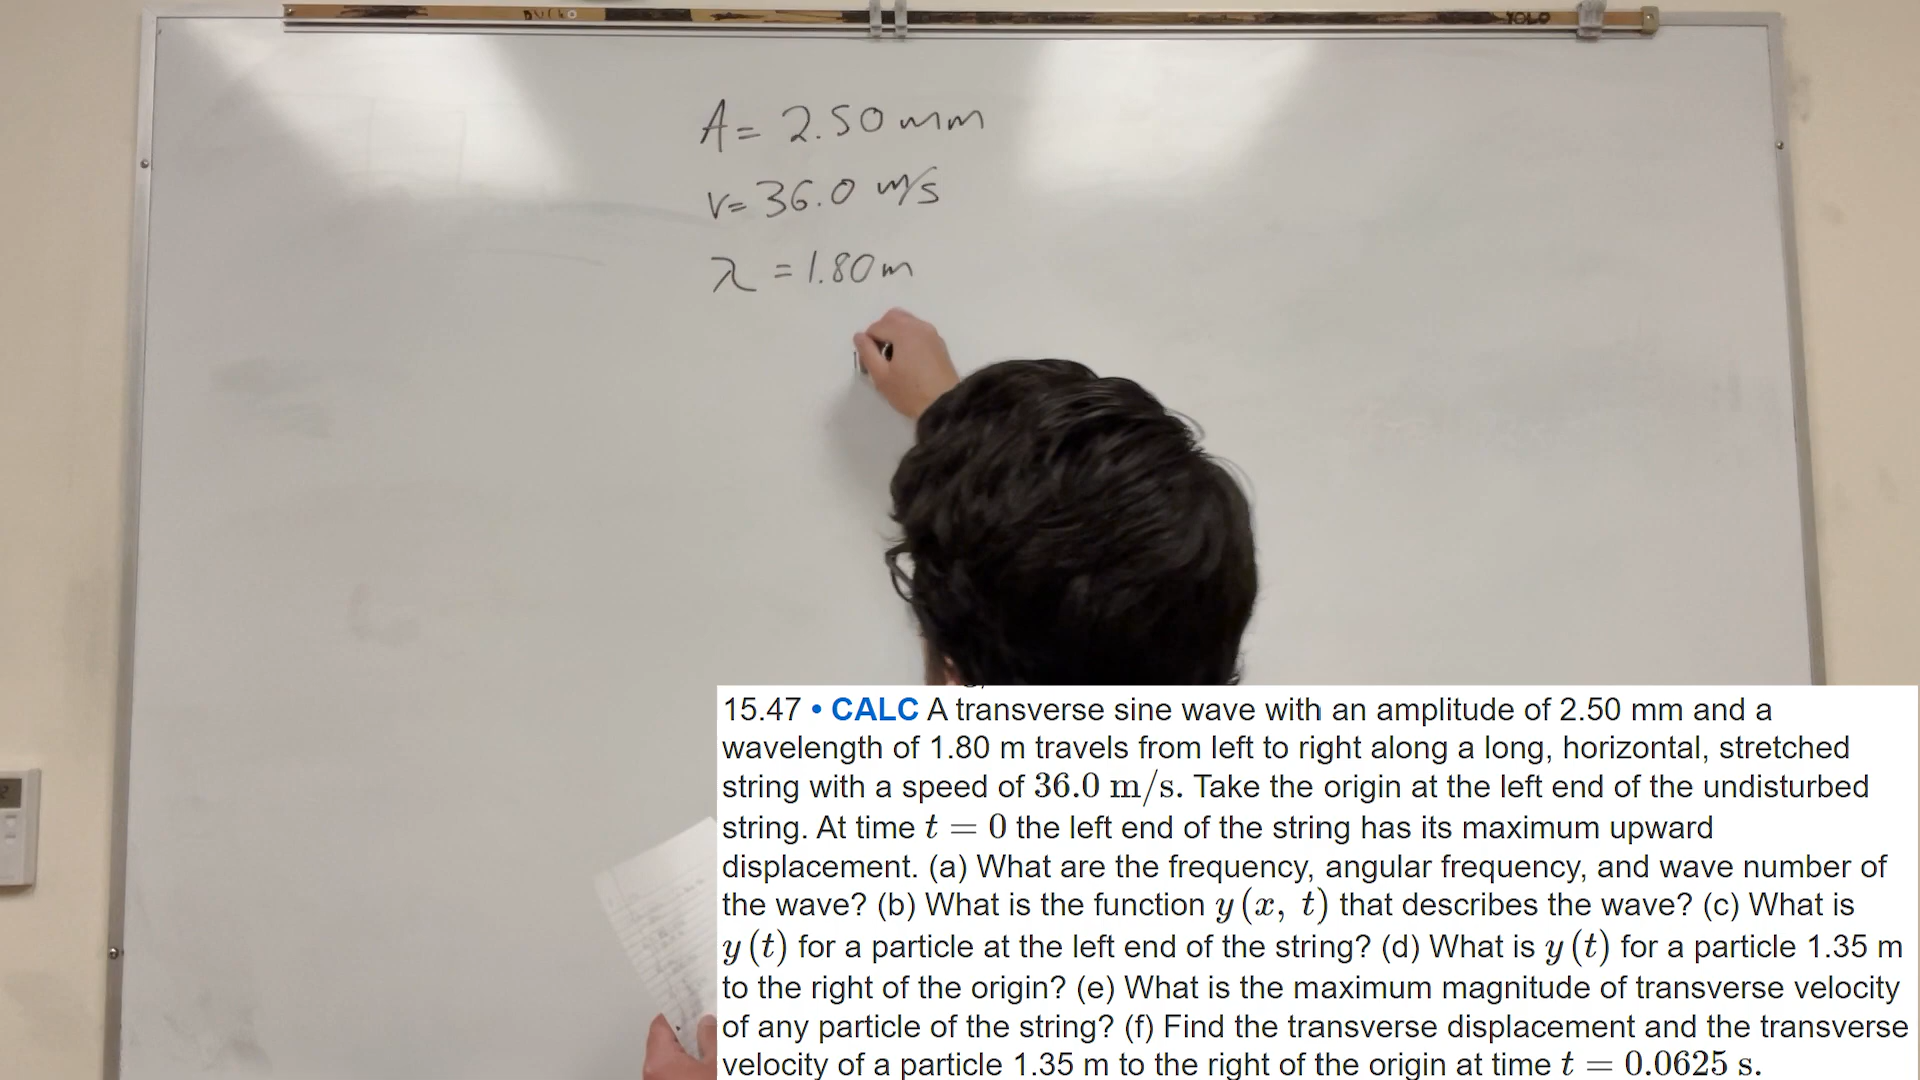 YOLO
A = 2.50 mm
v = 36.0 m/s
λ = 1.80 m
15.47 • CALC A transverse sine wave with an amplitude of 2.50 mm and a
wavelength of 1.80 m travels from left to right along a long, horizontal, stretched
string with a speed of 36.0 m/s. Take the origin at the left end of the undisturbed
string. At time t = 0 the left end of the string has its maximum upward
displacement. (a) What are the frequency, angular frequency, and wave number of
the wave? (b) What is the function y (x, t) that describes the wave? (c) What is
y (t) for a particle at the left end of the string? (d) What is y (t) for a particle 1.35 m
to the right of the origin? (e) What is the maximum magnitude of transverse velocity
of any particle of the string? (f) Find the transverse displacement and the transverse
velocity of a particle 1.35 m to the right of the origin at time t = 0.0625 s.